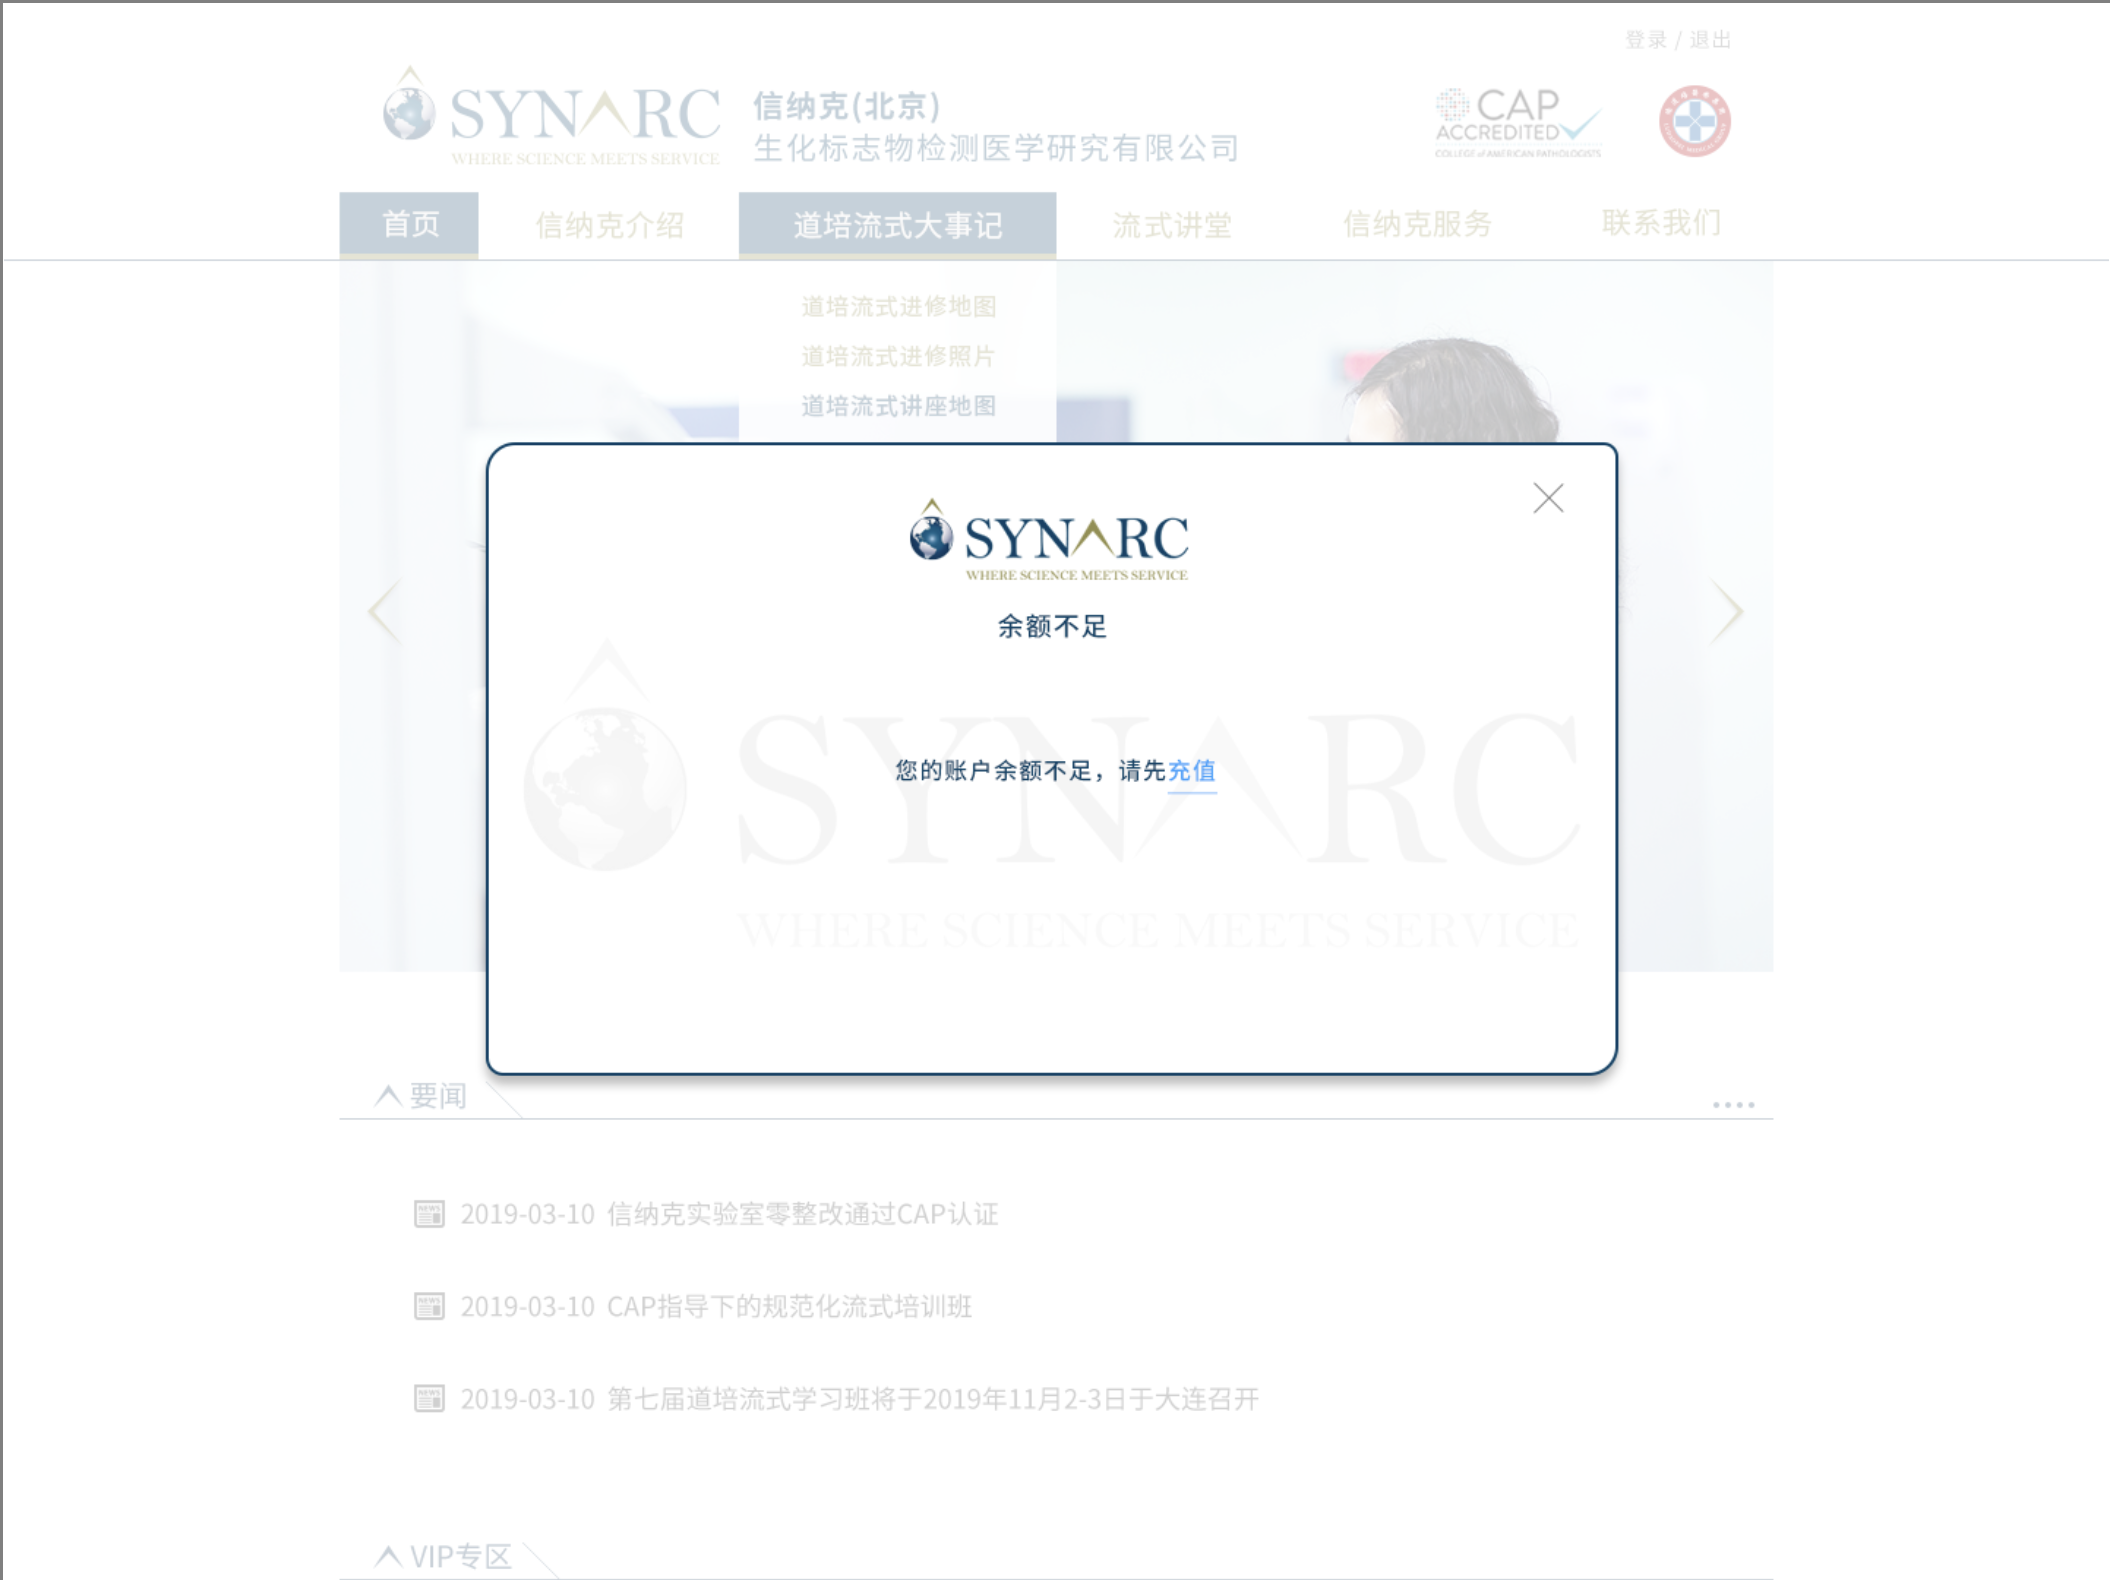 登录 / 退出
SYNARC
WHERE SCIENCE MEETS SERVICE
信纳克(北京)
生化标志物检测医学研究有限公司
CAP
ACCREDITED
COLLEGE of AMERICAN PATHOLOGISTS
首页
信纳克介绍
道培流式大事记
流式讲堂
信纳克服务
联系我们
道培流式进修地图
道培流式进修照片
道培流式讲座地图
SYNARC
WHERE SCIENCE MEETS SERVICE
余额不足
您的账户余额不足，请先充值
SYNARC
WHERE SCIENCE MEETS SERVICE
要闻
NEWS
2019-03-10 信纳克实验室零整改通过CAP认证
NEWS
2019-03-10 CAP指导下的规范化流式培训班
NEWS
2019-03-10 第七届道培流式学习班将于2019年11月2-3日于大连召开
VIP专区